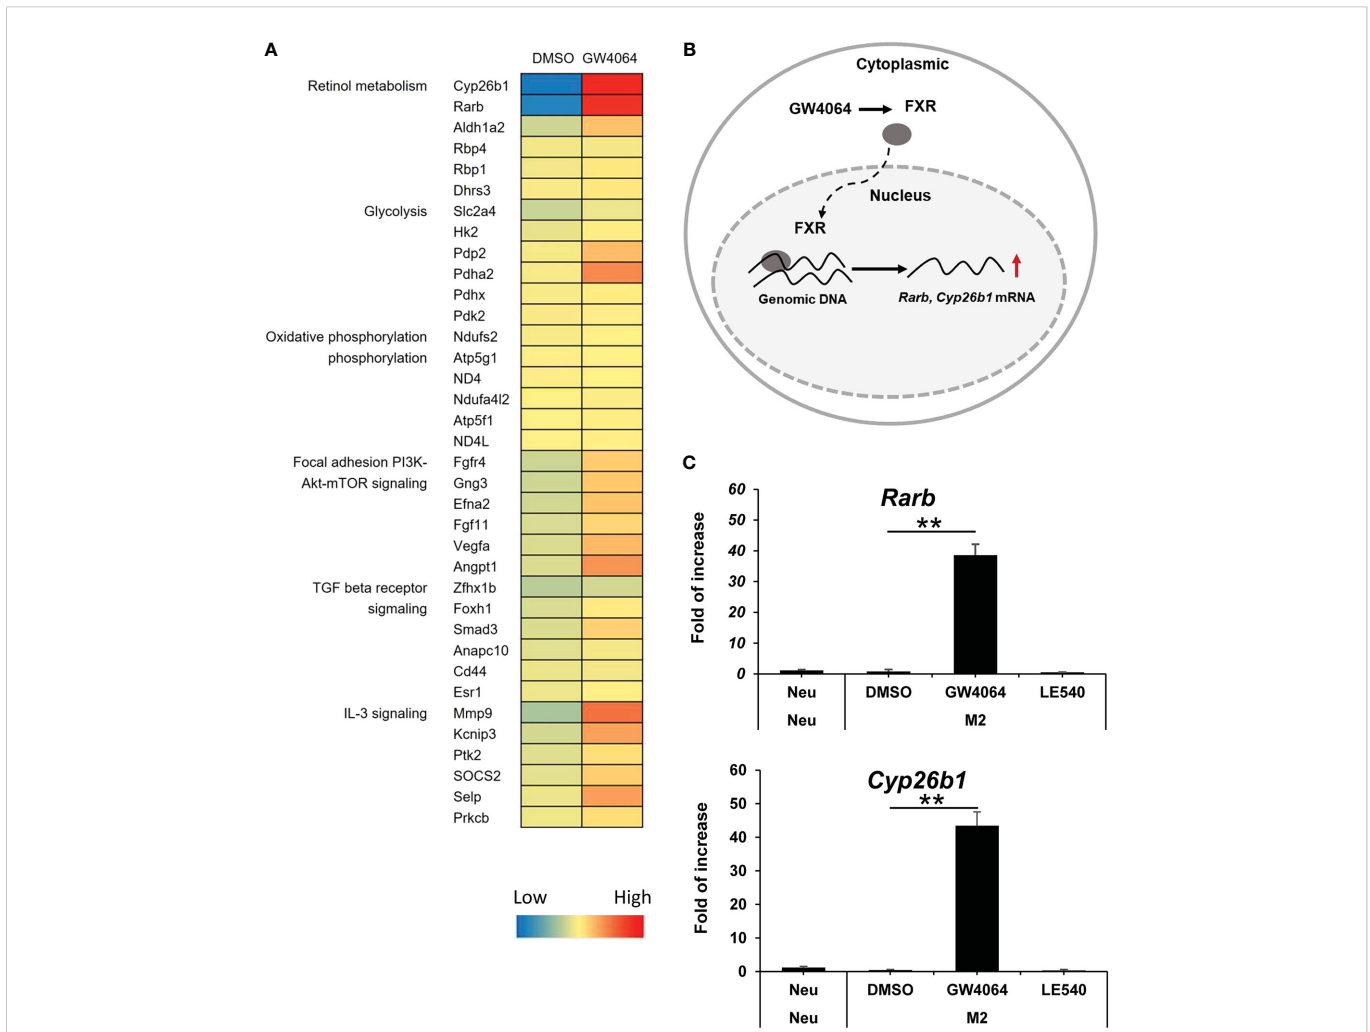 A
DMSO GW4064
Retinol metabolism Cyp26b1
Rarb
Aldh1a2
Rbp4
Rbp1
Dhrs3
Glycolysis Slc2a4
Hk2
Pdp2
Pdha2
Pdhx
Pdk2
Oxidative phosphorylation Ndufs2
phosphorylation Atp5g1
ND4
Ndufa4l2
Atp5f1
ND4L
Focal adhesion PI3K- Fgfr4
Akt-mTOR signaling Gng3
Efna2
Fgf11
Vegfa
Angpt1
TGF beta receptor Zfhx1b
sigmaling Foxh1
Smad3
Anapc10
Cd44
Esr1
IL-3 signaling Mmp9
Kcnip3
Ptk2
SOCS2
Selp
Prkcb
Low High
B
Cytoplasmic
GW4064 FXR
Nucleus
FXR
Genomic DNA Rarb, Cyp26b1 mRNA
C
Rarb
**
Fold of increase
60
50
40
30
20
10
0
Neu DMSO GW4064 LE540
Neu M2
Cyp26b1
**
Fold of increase
60
50
40
30
20
10
0
Neu DMSO GW4064 LE540
Neu M2